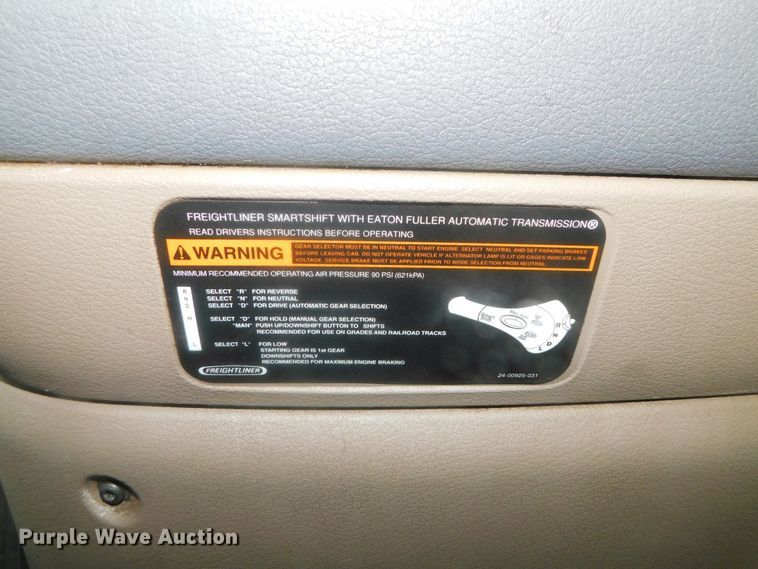 FREIGHTLINER SMARTSHIFT WITH EATON FULLER AUTOMATIC TRANSMISSION®
READ DRIVERS INSTRUCTIONS BEFORE OPERATING
WARNING
GEAR SELECTOR MUST BE IN NEUTRAL TO START ENGINE. SELECT NEUTRAL AND SET PARKING BRAKES
BEFORE LEAVING CAB. DO NOT OPERATE VEHICLE IF ALTERNATOR LAMP IS LIT OR GAGES INDICATE LOW
VOLTAGE. SERVICE BRAKE MUST BE APPLIED PRIOR TO MODE SELECTION FROM NEUTRAL.
MINIMUM RECOMMENDED OPERATING AIR PRESSURE 90 PSI (621kPA)
SELECT "R" FOR REVERSE
SELECT "N" FOR NEUTRAL
SELECT "D" FOR DRIVE (AUTOMATIC GEAR SELECTION)
SELECT "D" FOR HOLD (MANUAL GEAR SELECTION)
"MAN" PUSH UP/DOWNSHIFT BUTTON TO SHIFTS
RECOMMENDED FOR USE ON GRADES AND RAILROAD TRACKS
SELECT "L" FOR LOW
STARTING GEAR IS 1st GEAR
DOWNSHIFTS ONLY
RECOMMENDED FOR MAXIMUM ENGINE BRAKING
R
N
D
L
FREIGHTLINER
24-00925-031
Purple Wave Auction